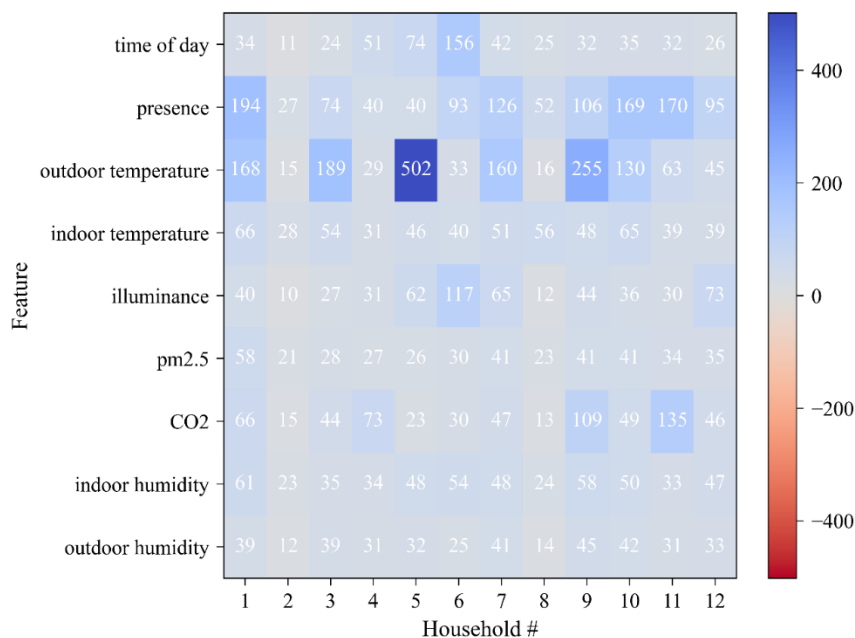 time of day 34 11 24 51 74 156 42 25 32 35 32 26
presence 194 27 74 40 40 93 126 52 106 169 170 95
outdoor temperature 168 15 189 29 502 33 160 16 255 130 63 45
indoor temperature 66 28 54 31 46 40 51 56 48 65 39 39
illuminance 40 10 27 31 62 117 65 12 44 36 30 73
pm2.5 58 21 28 27 26 30 41 23 41 41 34 35
CO2 66 15 44 73 23 30 47 13 109 49 135 46
indoor humidity 61 23 35 34 48 54 48 24 58 50 33 47
outdoor humidity 39 12 39 31 32 25 41 14 45 42 31 33
1 2 3 4 5 6 7 8 9 10 11 12
Household #
Feature
400
200
0
−200
−400